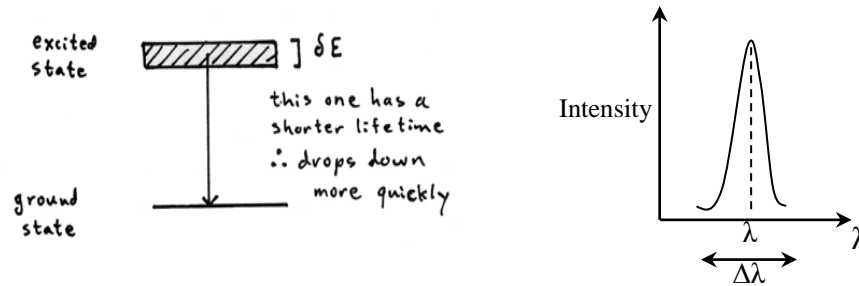 excited
state
] δE
this one has a
shorter lifetime
∴ drops down
more quickly
ground
state
Intensity
λ
λ
Δλ